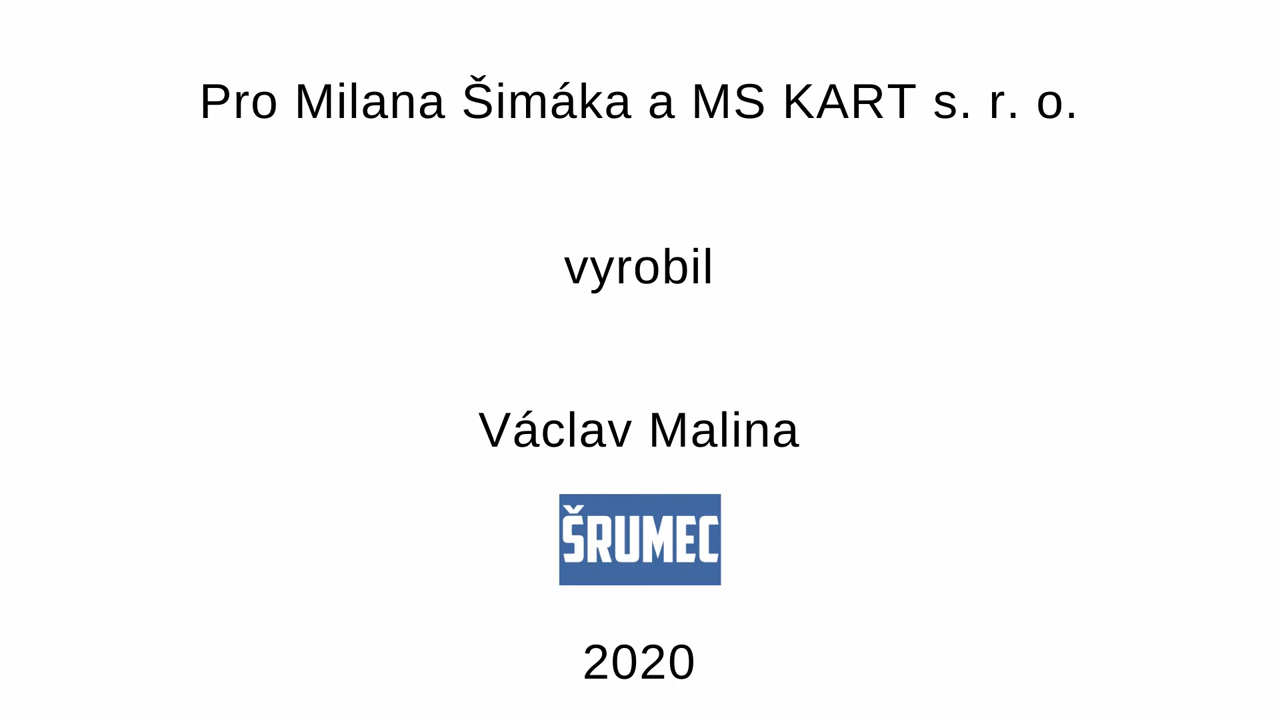 Pro Milana Šimáka a MS KART s. r. o.
vyrobil
Václav Malina
ŠRUMEC
2020